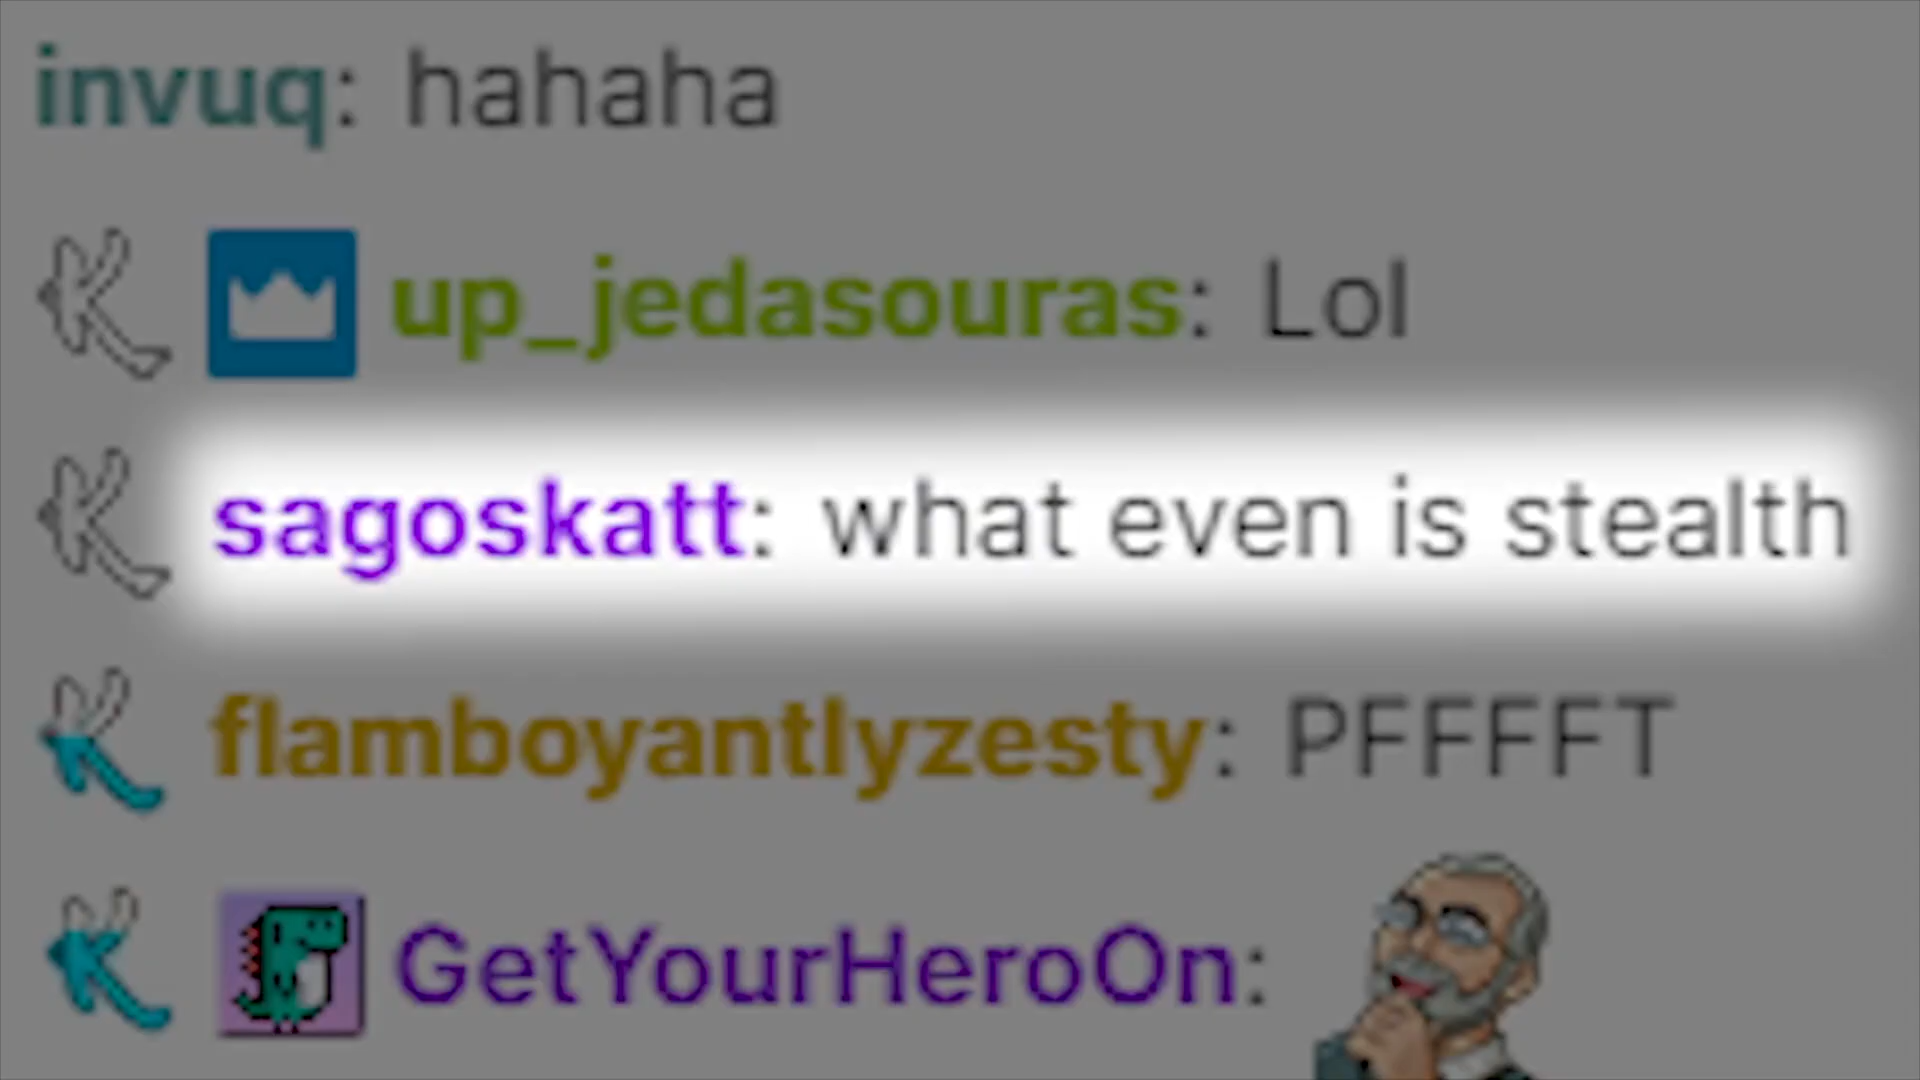 invuq: hahaha
up_jedasouras: Lol
sagoskatt: what even is stealth
flamboyantlyzesty: PFFFFT
GetYourHeroOn: